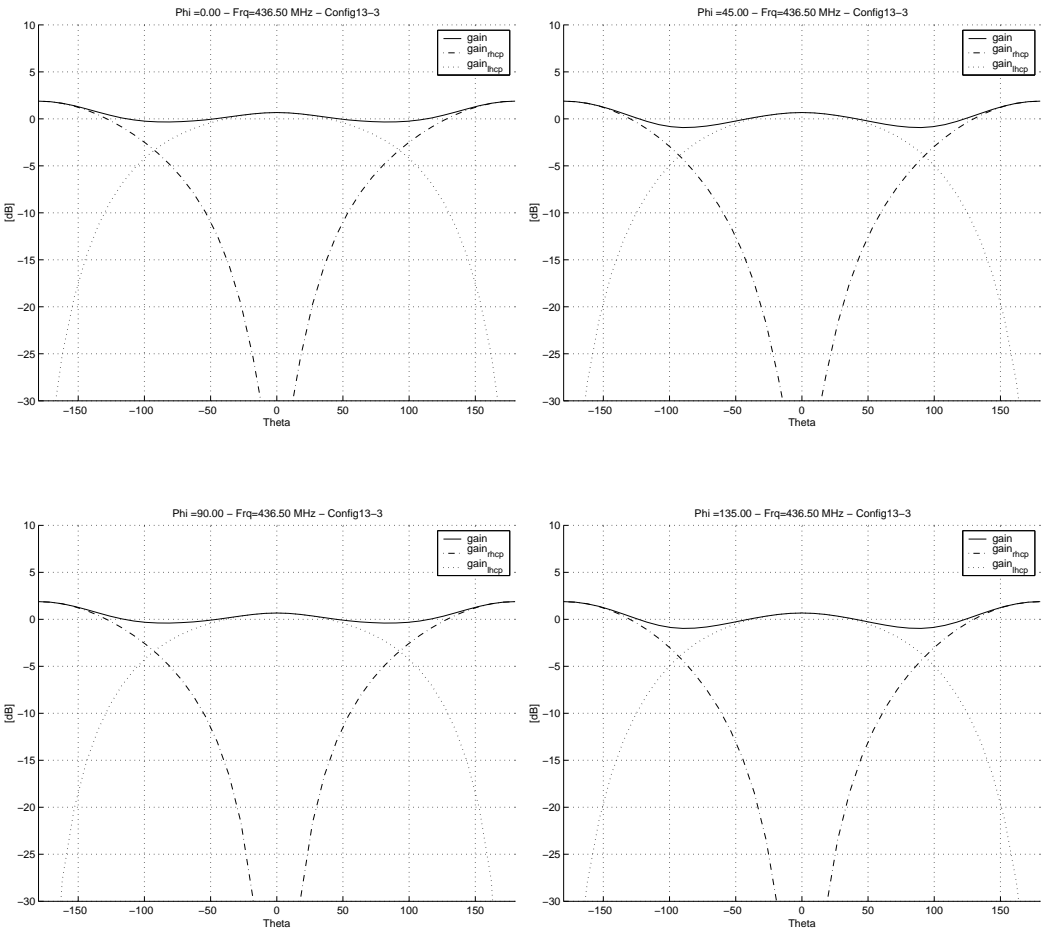 Phi =0.00 − Frq=436.50 MHz − Config13−3
10
5
0
−5
−10
−15
−20
−25
−30
[dB]
gain
gain_rhcp
gain_lhcp
−150 −100 −50 0 50 100 150
Theta
Phi =45.00 − Frq=436.50 MHz − Config13−3
10
5
0
−5
−10
−15
−20
−25
−30
[dB]
gain
gain_rhcp
gain_lhcp
−150 −100 −50 0 50 100 150
Theta
Phi =90.00 − Frq=436.50 MHz − Config13−3
10
5
0
−5
−10
−15
−20
−25
−30
[dB]
gain
gain_rhcp
gain_lhcp
−150 −100 −50 0 50 100 150
Theta
Phi =135.00 − Frq=436.50 MHz − Config13−3
10
5
0
−5
−10
−15
−20
−25
−30
[dB]
gain
gain_rhcp
gain_lhcp
−150 −100 −50 0 50 100 150
Theta